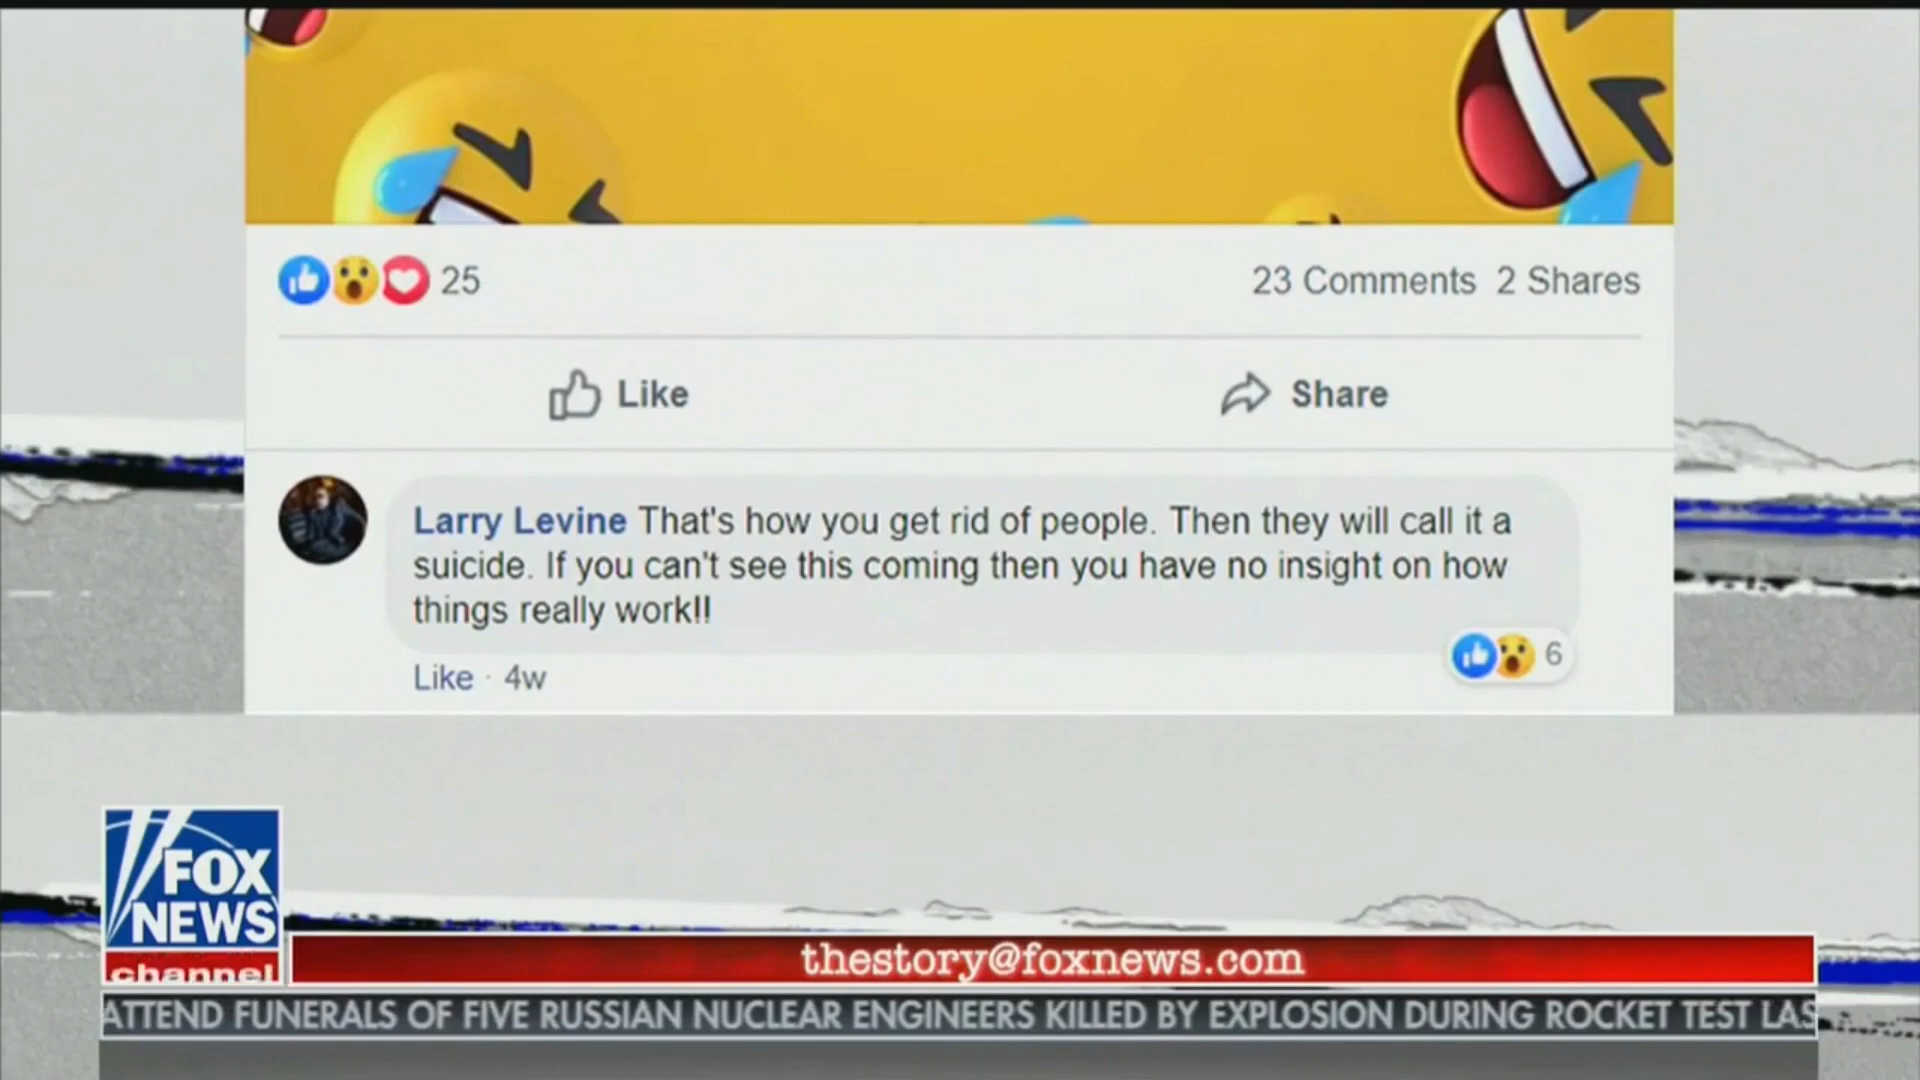 25
23 Comments 2 Shares
Like
Share
Larry Levine That's how you get rid of people. Then they will call it a
suicide. If you can't see this coming then you have no insight on how
things really work!!
6
Like · 4w
FOX
NEWS
channel
thestory@foxnews.com
ATTEND FUNERALS OF FIVE RUSSIAN NUCLEAR ENGINEERS KILLED BY EXPLOSION DURING ROCKET TEST LAS